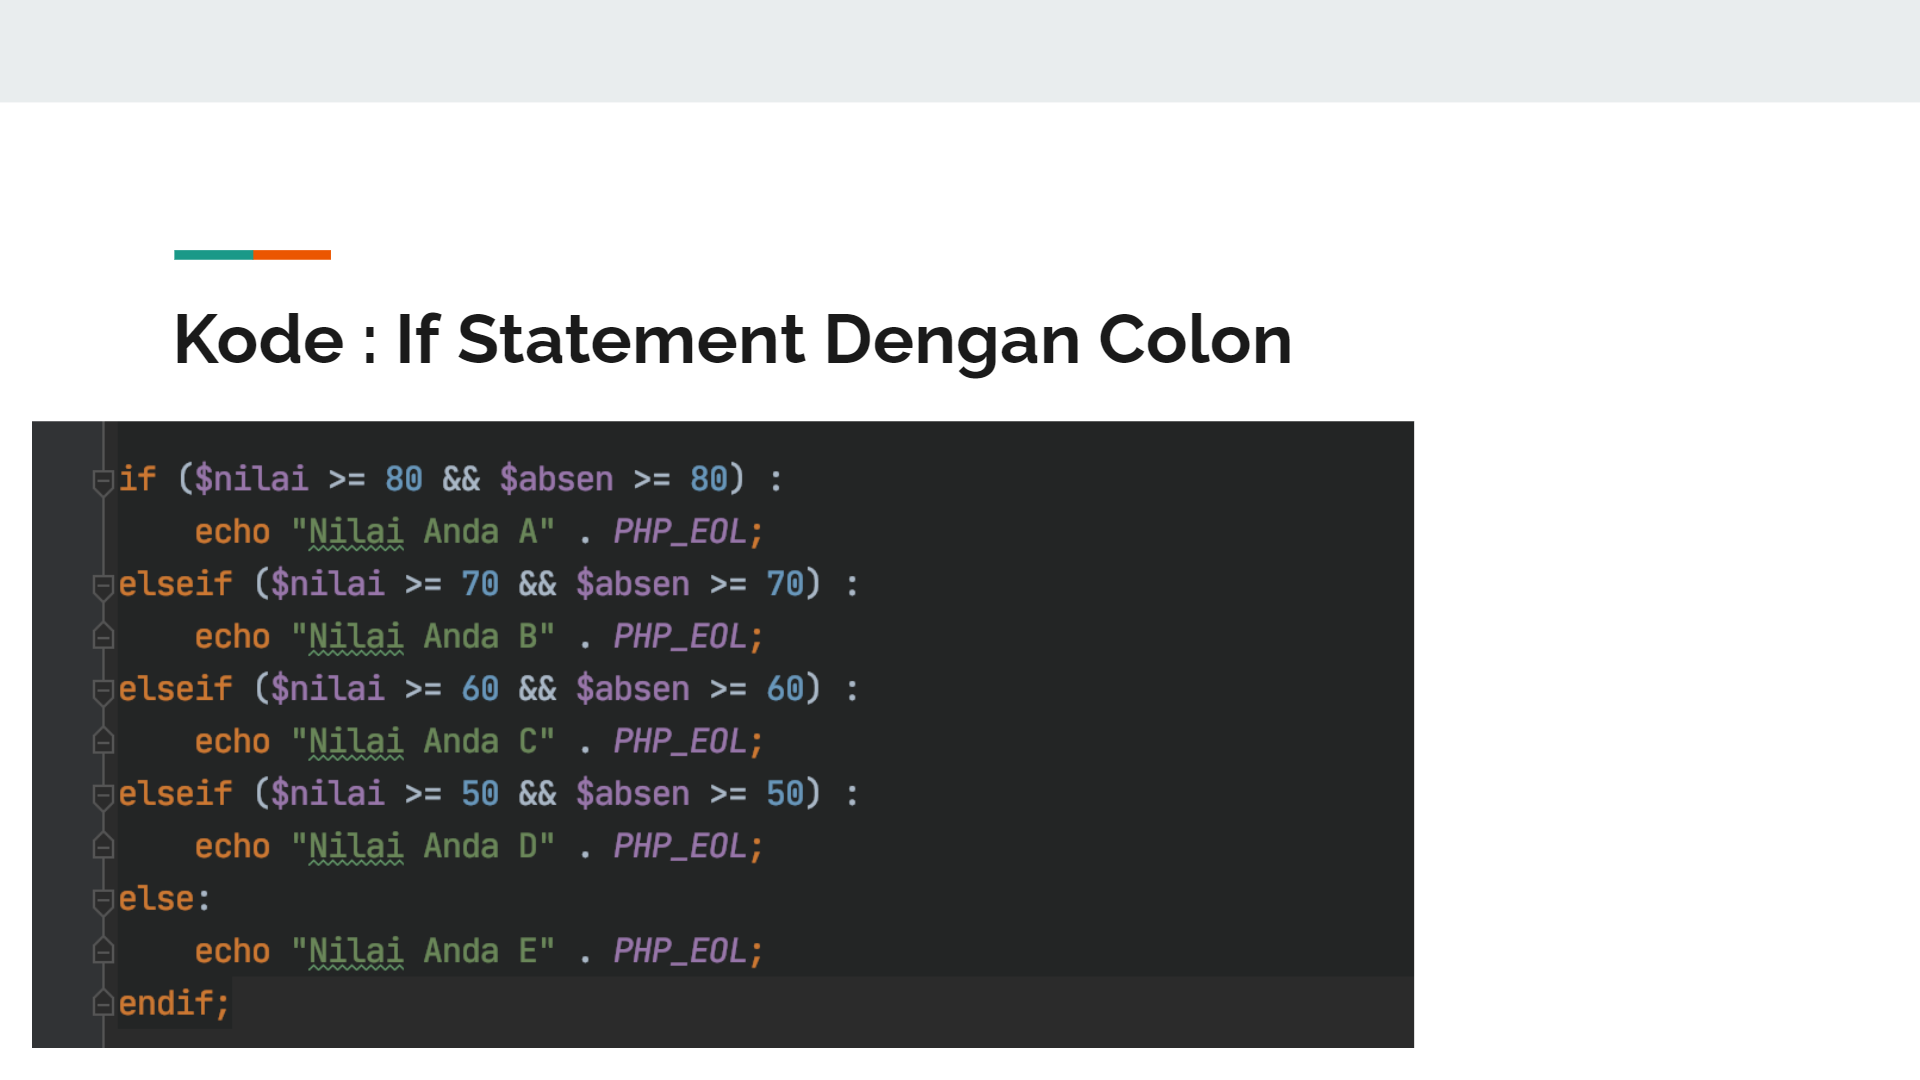 Kode : If Statement Dengan Colon
if ($nilai >= 80 && $absen >= 80) :
    echo "Nilai Anda A" . PHP_EOL;
elseif ($nilai >= 70 && $absen >= 70) :
    echo "Nilai Anda B" . PHP_EOL;
elseif ($nilai >= 60 && $absen >= 60) :
    echo "Nilai Anda C" . PHP_EOL;
elseif ($nilai >= 50 && $absen >= 50) :
    echo "Nilai Anda D" . PHP_EOL;
else:
    echo "Nilai Anda E" . PHP_EOL;
endif;